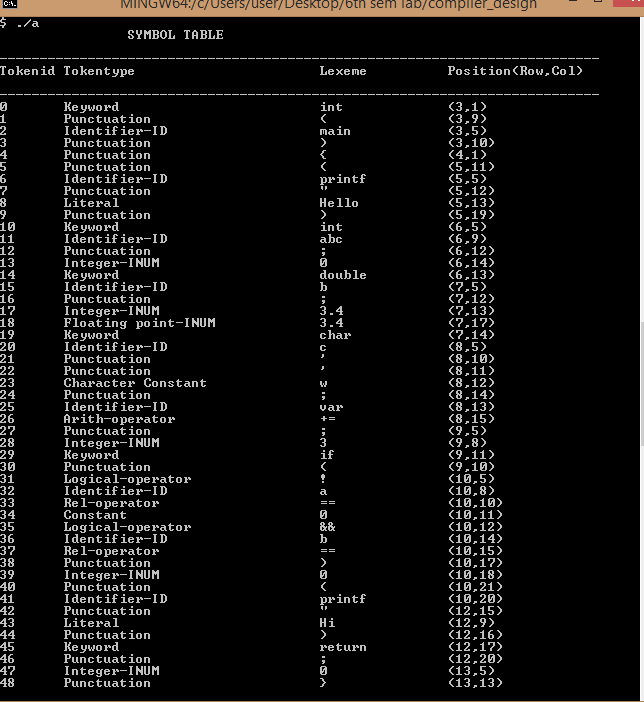 MINGW64:/c/Users/user/Desktop/6th sem lab/compiler_design
$ ./a
SYMBOL TABLE
Tokenid Tokentype Lexeme Position(Row,Col)
0 Keyword int (3,1)
1 Punctuation ( (3,9)
2 Identifier-ID main (3,5)
3 Punctuation ) (3,10)
4 Punctuation { (4,1)
5 Punctuation ( (5,11)
6 Identifier-ID printf (5,5)
7 Punctuation " (5,12)
8 Literal Hello (5,13)
9 Punctuation ) (5,19)
10 Keyword int (6,5)
11 Identifier-ID abc (6,9)
12 Punctuation ; (6,12)
13 Integer-INUM 0 (6,14)
14 Keyword double (6,13)
15 Identifier-ID b (7,5)
16 Punctuation ; (7,12)
17 Integer-INUM 3.4 (7,13)
18 Floating point-INUM 3.4 (7,17)
19 Keyword char (7,14)
20 Identifier-ID c (8,5)
21 Punctuation ' (8,10)
22 Punctuation ' (8,11)
23 Character Constant w (8,12)
24 Punctuation ; (8,14)
25 Identifier-ID var (8,13)
26 Arith-operator += (8,15)
27 Punctuation ; (9,5)
28 Integer-INUM 3 (9,8)
29 Keyword if (9,11)
30 Punctuation ( (9,10)
31 Logical-operator ! (10,5)
32 Identifier-ID a (10,8)
33 Rel-operator == (10,10)
34 Constant 0 (10,11)
35 Logical-operator && (10,12)
36 Identifier-ID b (10,14)
37 Rel-operator == (10,15)
38 Punctuation ) (10,17)
39 Integer-INUM 0 (10,18)
40 Punctuation ( (10,21)
41 Identifier-ID printf (10,20)
42 Punctuation " (12,15)
43 Literal Hi (12,9)
44 Punctuation ) (12,16)
45 Keyword return (12,17)
46 Punctuation ; (12,20)
47 Integer-INUM 0 (13,5)
48 Punctuation } (13,13)